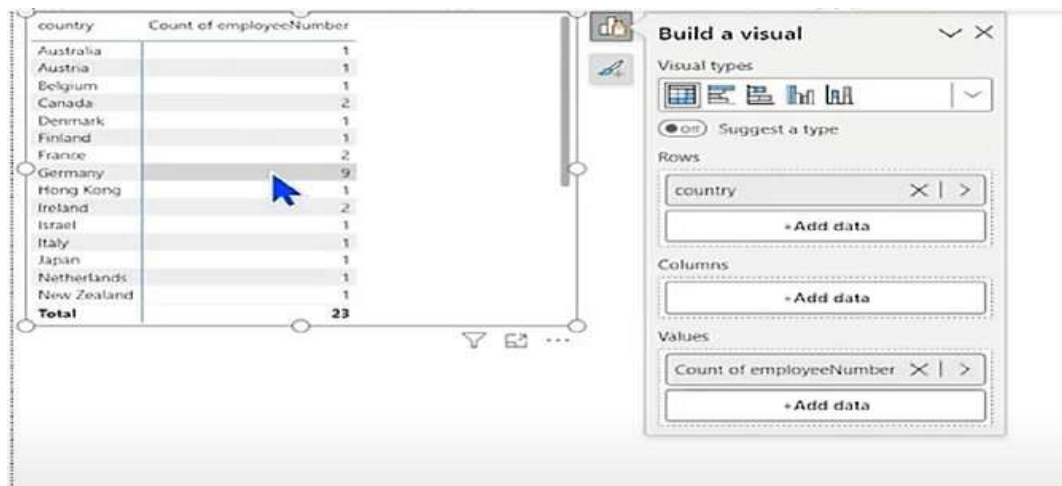 country Count of employeeNumber
Australia 1
Austria 1
Belgium 1
Canada 2
Denmark 1
Finland 1
France 2
Germany 9
Hong Kong 1
Ireland 2
Israel 1
Italy 1
Japan 1
Netherlands 1
New Zealand 1
Total 23
Build a visual
Visual types
Off Suggest a type
Rows
country
+Add data
Columns
+Add data
Values
Count of employeeNumber
+Add data